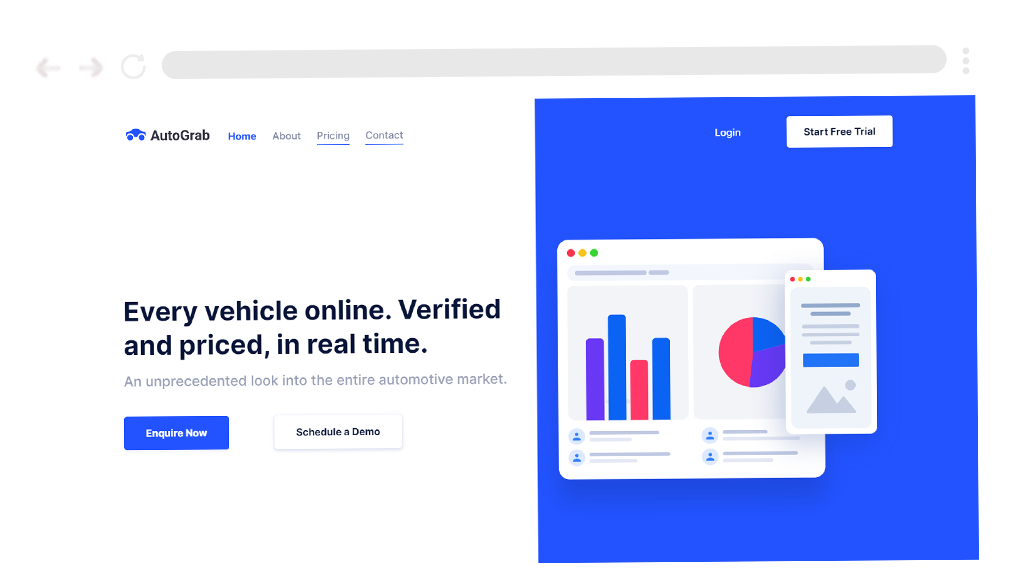 AutoGrab Home About Pricing Contact Login Start Free Trial
Every vehicle online. Verified
and priced, in real time.
An unprecedented look into the entire automotive market.
Enquire Now Schedule a Demo